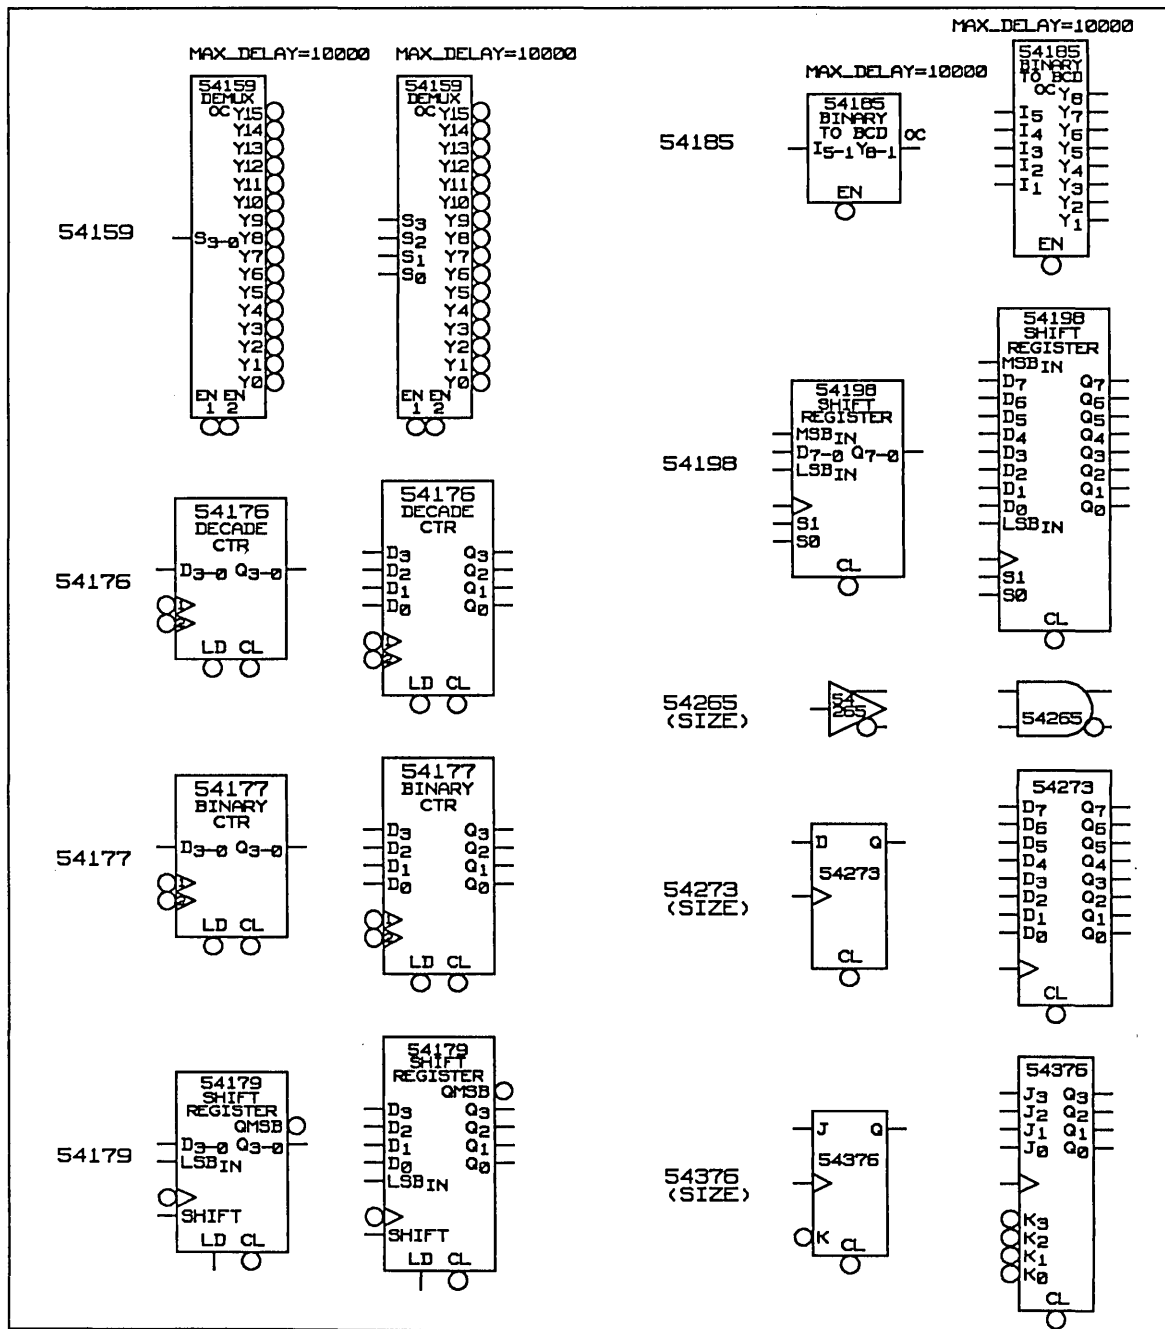 MAX_DELAY=10000
MAX_DELAY=10000
54159
54159
DEMUX
OC Y15
Y14
Y13
Y12
Y11
Y10
Y9
S3-0 Y8
Y7
Y6
Y5
Y4
Y3
Y2
Y1
Y0
EN EN
1 2
54159
DEMUX
OC Y15
Y14
Y13
Y12
Y11
Y10
S3 Y9
S2 Y8
S1 Y7
S0 Y6
Y5
Y4
Y3
Y2
Y1
Y0
EN EN
1 2
54176
54176
DECADE
CTR
D3-0 Q3-0
1
2
LD CL
54176
DECADE
CTR
D3 Q3
D2 Q2
D1 Q1
D0 Q0
1
2
LD CL
54177
54177
BINARY
CTR
D3-0 Q3-0
1
2
LD CL
54177
BINARY
CTR
D3 Q3
D2 Q2
D1 Q1
D0 Q0
1
2
LD CL
54179
54179
SHIFT
REGISTER
QMSB
D3-0 Q3-0
LSBIN
SHIFT
LD CL
54179
SHIFT
REGISTER
QMSB
D3 Q3
D2 Q2
D1 Q1
D0 Q0
LSBIN
SHIFT
LD CL
MAX_DELAY=10000
MAX_DELAY=10000
54185
54185
BINARY
TO BCD OC
I5-1 Y8-1
EN
54185
BINARY
TO BCD
OC Y8
I5 Y7
I4 Y6
I3 Y5
I2 Y4
I1 Y3
Y2
Y1
EN
54198
54198
SHIFT
REGISTER
MSBIN
D7-0 Q7-0
LSBIN
S1
S0
CL
54198
SHIFT
REGISTER
MSBIN
D7 Q7
D6 Q6
D5 Q5
D4 Q4
D3 Q3
D2 Q2
D1 Q1
D0 Q0
LSBIN
S1
S0
CL
54265
(SIZE)
54
265
54265
54273
(SIZE)
D Q
54273
CL
54273
D7 Q7
D6 Q6
D5 Q5
D4 Q4
D3 Q3
D2 Q2
D1 Q1
D0 Q0
CL
54376
(SIZE)
J Q
54376
K
CL
54376
J3 Q3
J2 Q2
J1 Q1
J0 Q0
K3
K2
K1
K0
CL